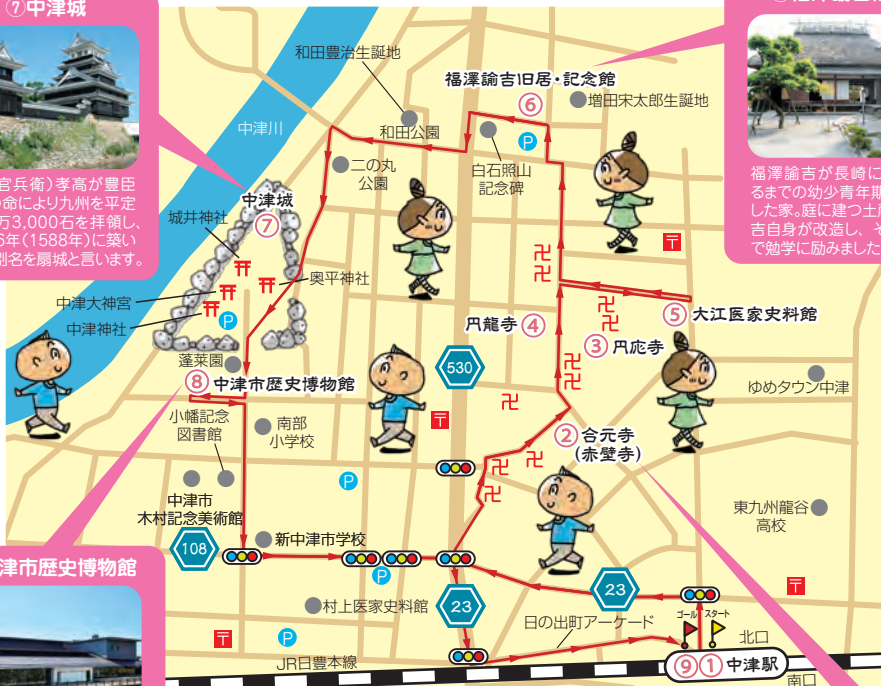 ⑦中津城
官兵衛)孝高が豊臣
命により九州を平定
万3,000石を拝領し、
6年(1588年)に築い
別名を扇城と言います。
和田豊治生誕地
中津川
福澤諭吉旧居・記念館
⑥
増田宋太郎生誕地
和田公園
P
白石照山
記念碑
二の丸
公園
福澤諭吉が長崎に
るまでの幼少青年期
した家。庭に建つ土
吉自身が改造し、そ
で勉学に励みました
中津城
⑦
城井神社
奥平神社
中津大神宮
中津神社
P
〒
円龍寺④
⑤大江医家史料館
③円応寺
蓬莱園
⑧中津市歴史博物館
530
ゆめタウン中津
小幡記念
図書館
南部
小学校
〒
②合元寺
(赤壁寺)
P
中津市
木村記念美術館
東九州龍谷
高校
108
新中津市学校
P
23
23
〒
村上医家史料館
日の出町アーケード
ゴール スタート
〒
P
北口
JR日豊本線
⑨①中津駅
南口
津市歴史博物館